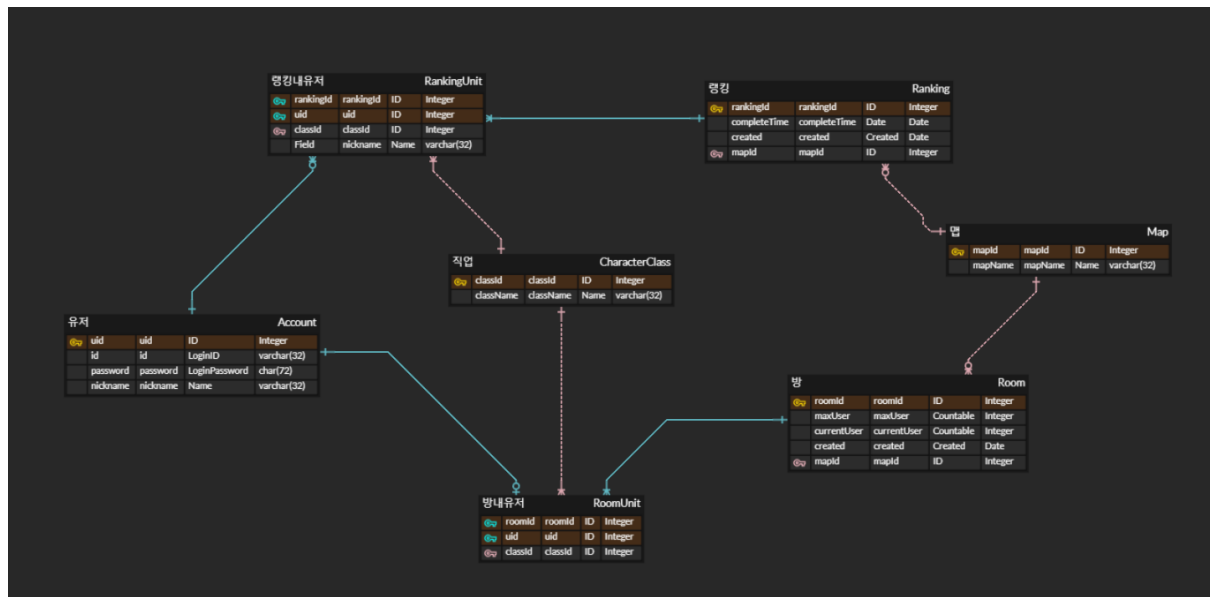 랭킹내유저 RankingUnit
rankingId rankingId ID Integer
uid uid ID Integer
classId classId ID Integer
Field nickname Name varchar(32)
랭킹 Ranking
rankingId rankingId ID Integer
completeTime completeTime Date Date
created created Created Date
mapId mapId ID Integer
맵 Map
mapId mapId ID Integer
mapName mapName Name varchar(32)
직업 CharacterClass
classId classId ID Integer
className className Name varchar(32)
유저 Account
uid uid ID Integer
id id LoginID varchar(32)
password password LoginPassword char(72)
nickname nickname Name varchar(32)
방 Room
roomId roomId ID Integer
maxUser maxUser Countable Integer
currentUser currentUser Countable Integer
created created Created Date
mapId mapId ID Integer
방내유저 RoomUnit
roomId roomId ID Integer
uid uid ID Integer
classId classId ID Integer